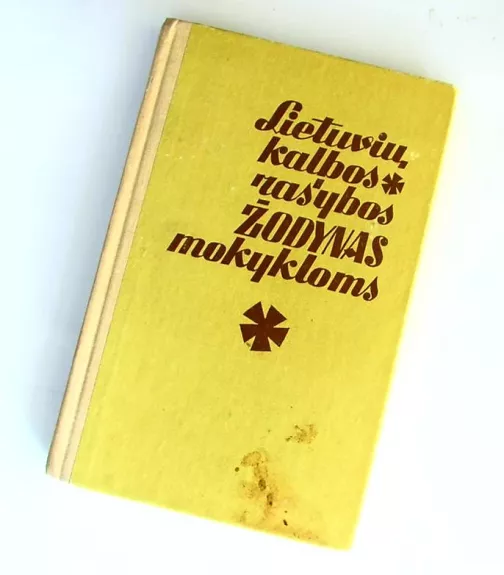 Lietuvių
kalbos
rašybos
ŽODYNAS
mokykloms